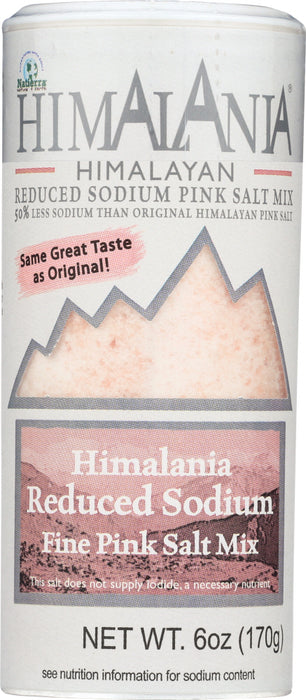 Natierra
HIMALANIA®
HIMALAYAN
REDUCED SODIUM PINK SALT MIX
50% LESS SODIUM THAN ORIGINAL HIMALAYAN PINK SALT
Same Great Taste
as Original!
Himalania
Reduced Sodium
Fine Pink Salt Mix
This salt does not supply Iodide, a necessary nutrient
NET WT. 6oz (170g)
see nutrition information for sodium content